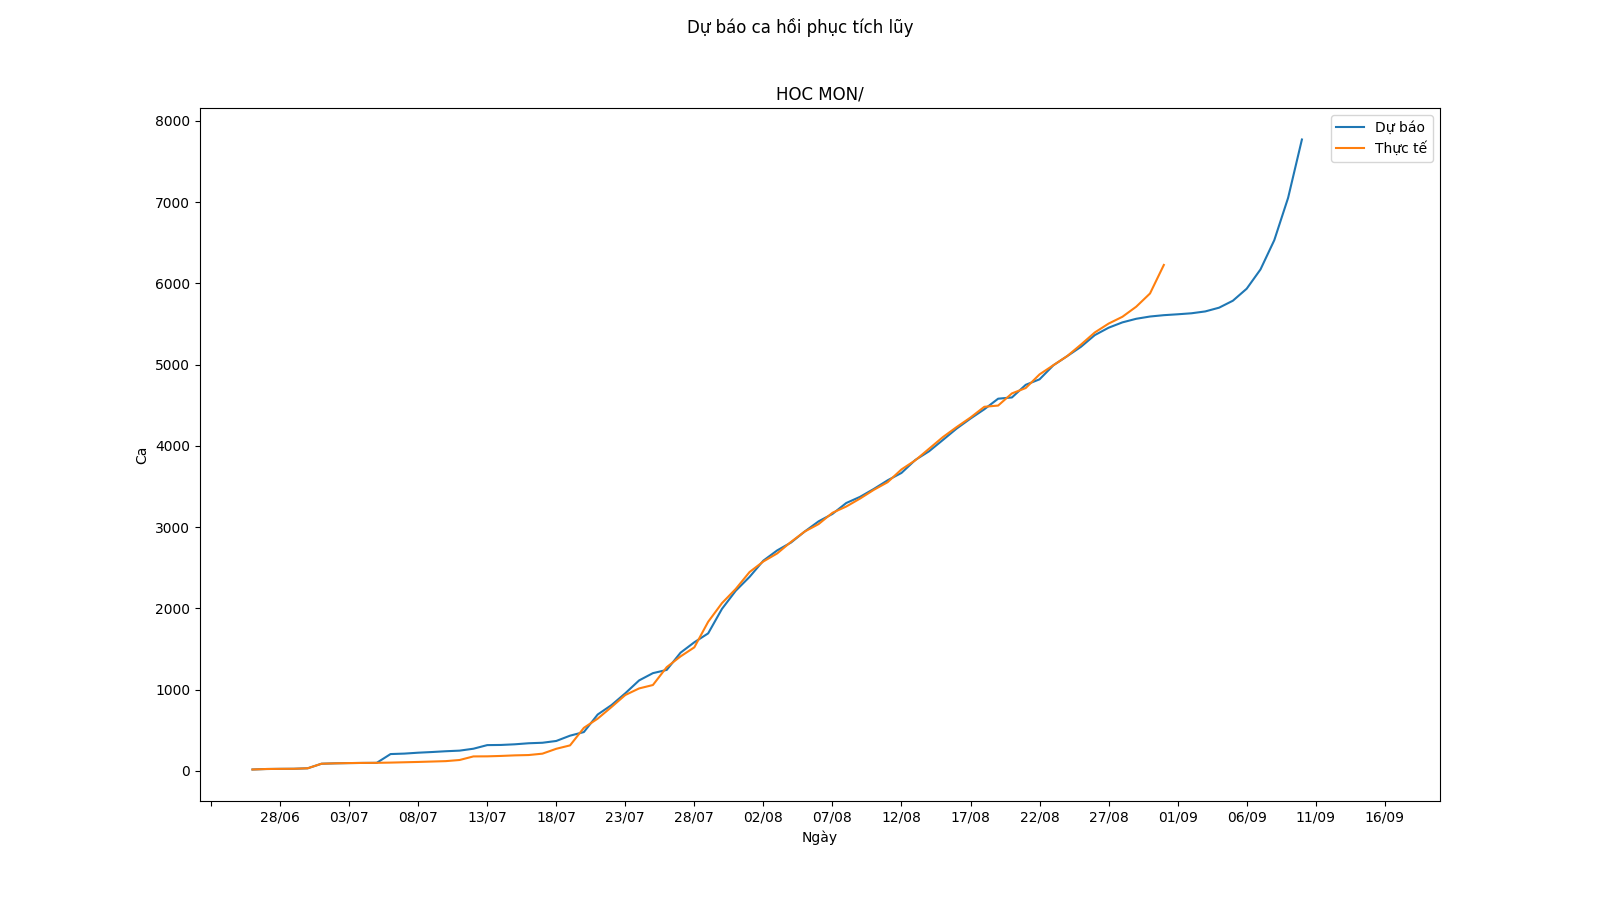 Dự báo ca hồi phục tích lũy
HOC MON/
Dự báo
Thực tế
8000
7000
6000
5000
4000
3000
2000
1000
0
Ca
28/06 03/07 08/07 13/07 18/07 23/07 28/07 02/08 07/08 12/08 17/08 22/08 27/08 01/09 06/09 11/09 16/09
Ngày